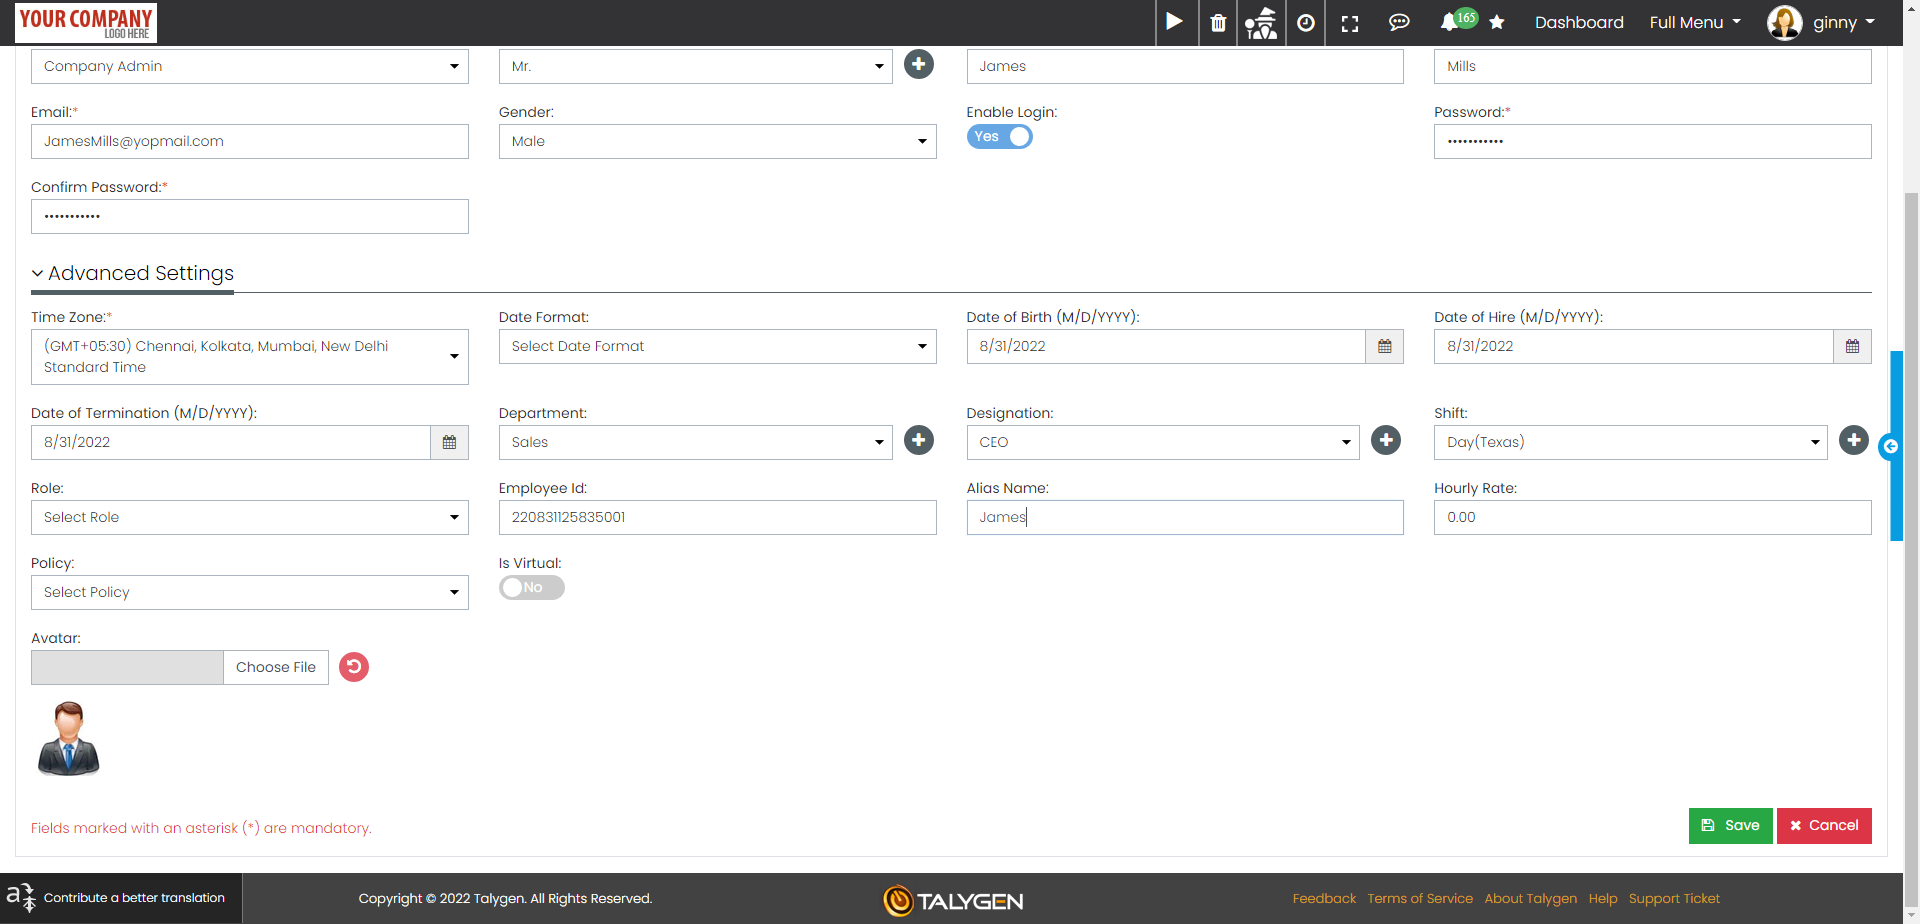 YOUR COMPANY
LOGO HERE
165
Dashboard
Full Menu
ginny
Company Admin
Mr.
James
Mills
Email:*
Gender:
Enable Login:
Password:*
JamesMills@yopmail.com
Male
Yes
•••••••••••
Confirm Password:*
•••••••••••
Advanced Settings
Time Zone:*
Date Format:
Date of Birth (M/D/YYYY):
Date of Hire (M/D/YYYY):
(GMT+05:30) Chennai, Kolkata, Mumbai, New Delhi
Standard Time
Select Date Format
8/31/2022
8/31/2022
Date of Termination (M/D/YYYY):
Department:
Designation:
Shift:
8/31/2022
Sales
CEO
Day(Texas)
Role:
Employee Id:
Alias Name:
Hourly Rate:
Select Role
220831125835001
James
0.00
Policy:
Is Virtual:
Select Policy
No
Avatar:
Choose File
Fields marked with an asterisk (*) are mandatory.
Save
Cancel
Contribute a better translation
Copyright © 2022 Talygen. All Rights Reserved.
TALYGEN
Feedback
Terms of Service
About Talygen
Help
Support Ticket